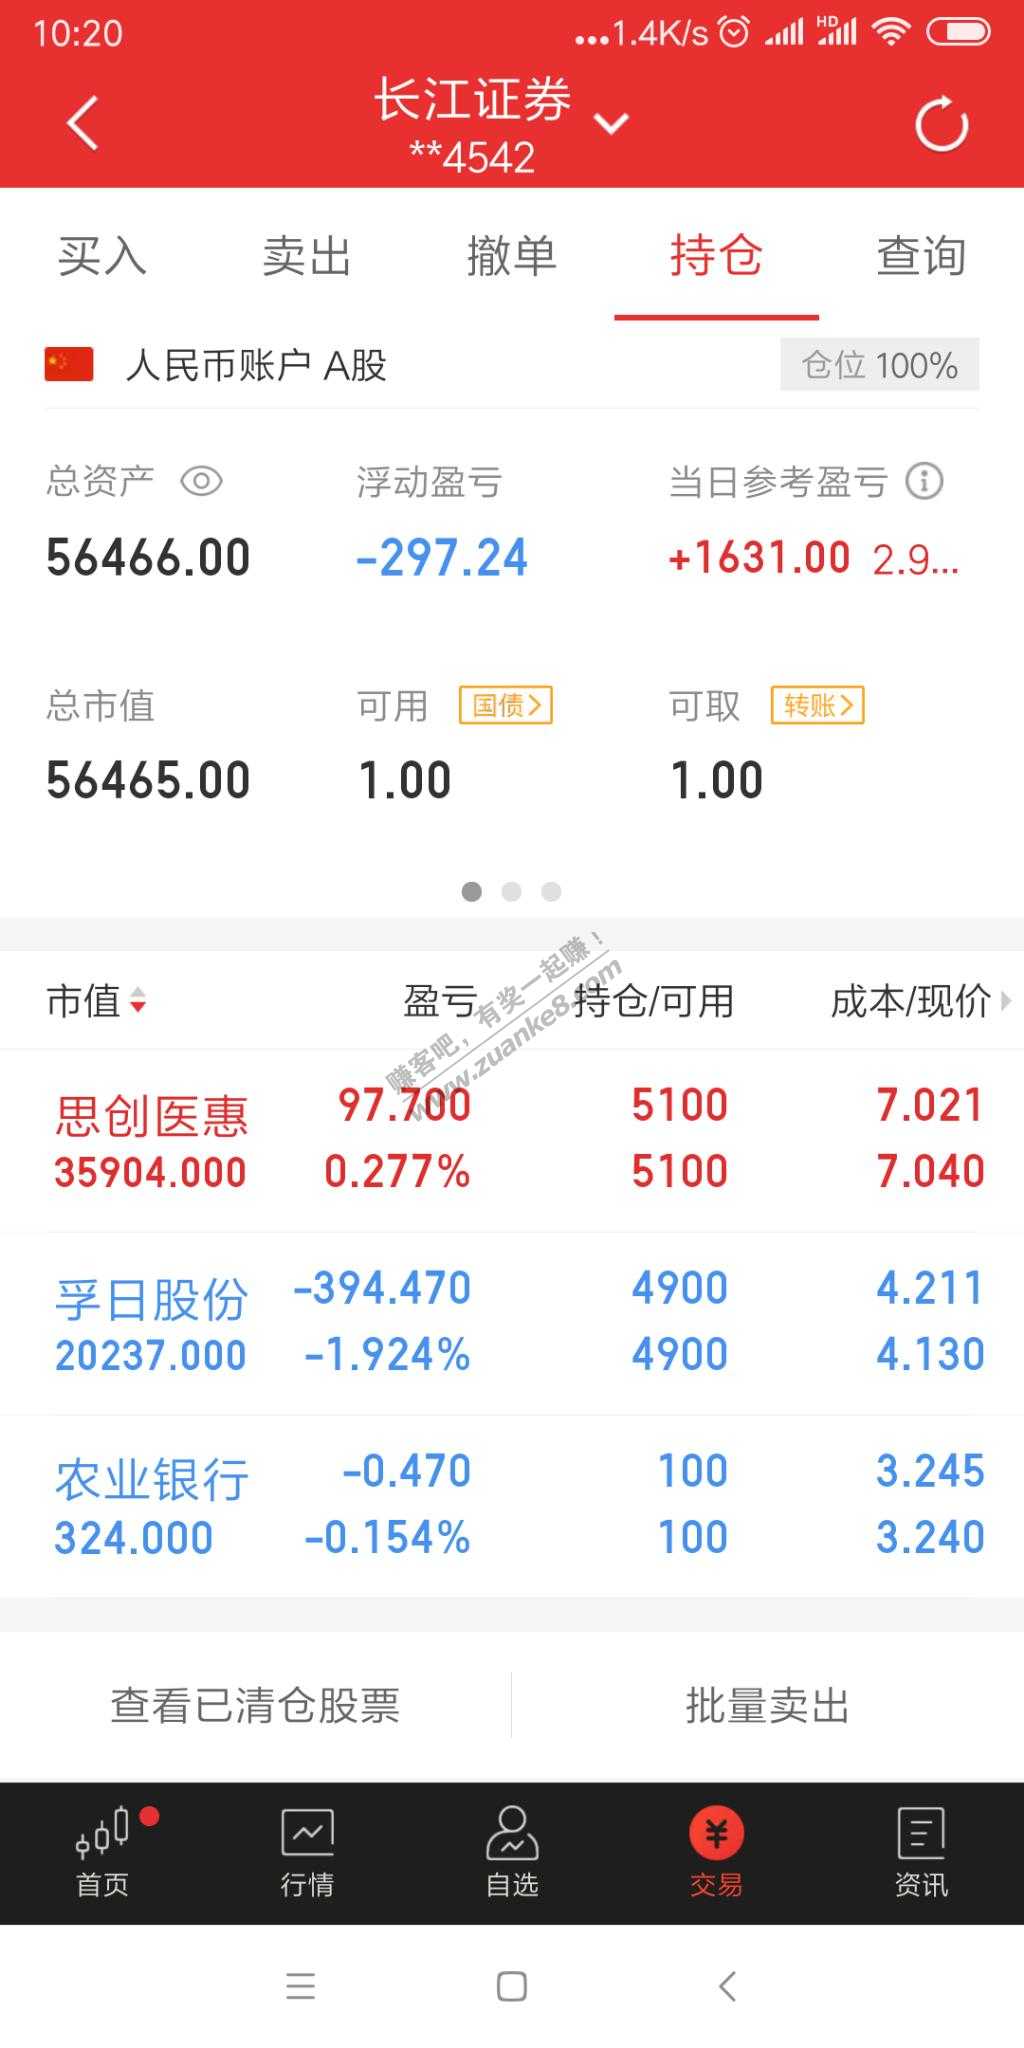 10:20
...1.4K/s HD
长江证券
**4542
买入 卖出 撤单 持仓 查询
人民币账户 A股 仓位 100%
总资产 浮动盈亏 当日参考盈亏
56466.00 -297.24 +1631.00 2.9...
总市值 可用 国债> 可取 转账>
56465.00 1.00 1.00
市值 盈亏 持仓/可用 成本/现价
赚客吧，有奖一起赚！
www.zuanke8.com
思创医惠 97.700 5100 7.021
35904.000 0.277% 5100 7.040
孚日股份 -394.470 4900 4.211
20237.000 -1.924% 4900 4.130
农业银行 -0.470 100 3.245
324.000 -0.154% 100 3.240
查看已清仓股票 批量卖出
首页 行情 自选 交易 资讯